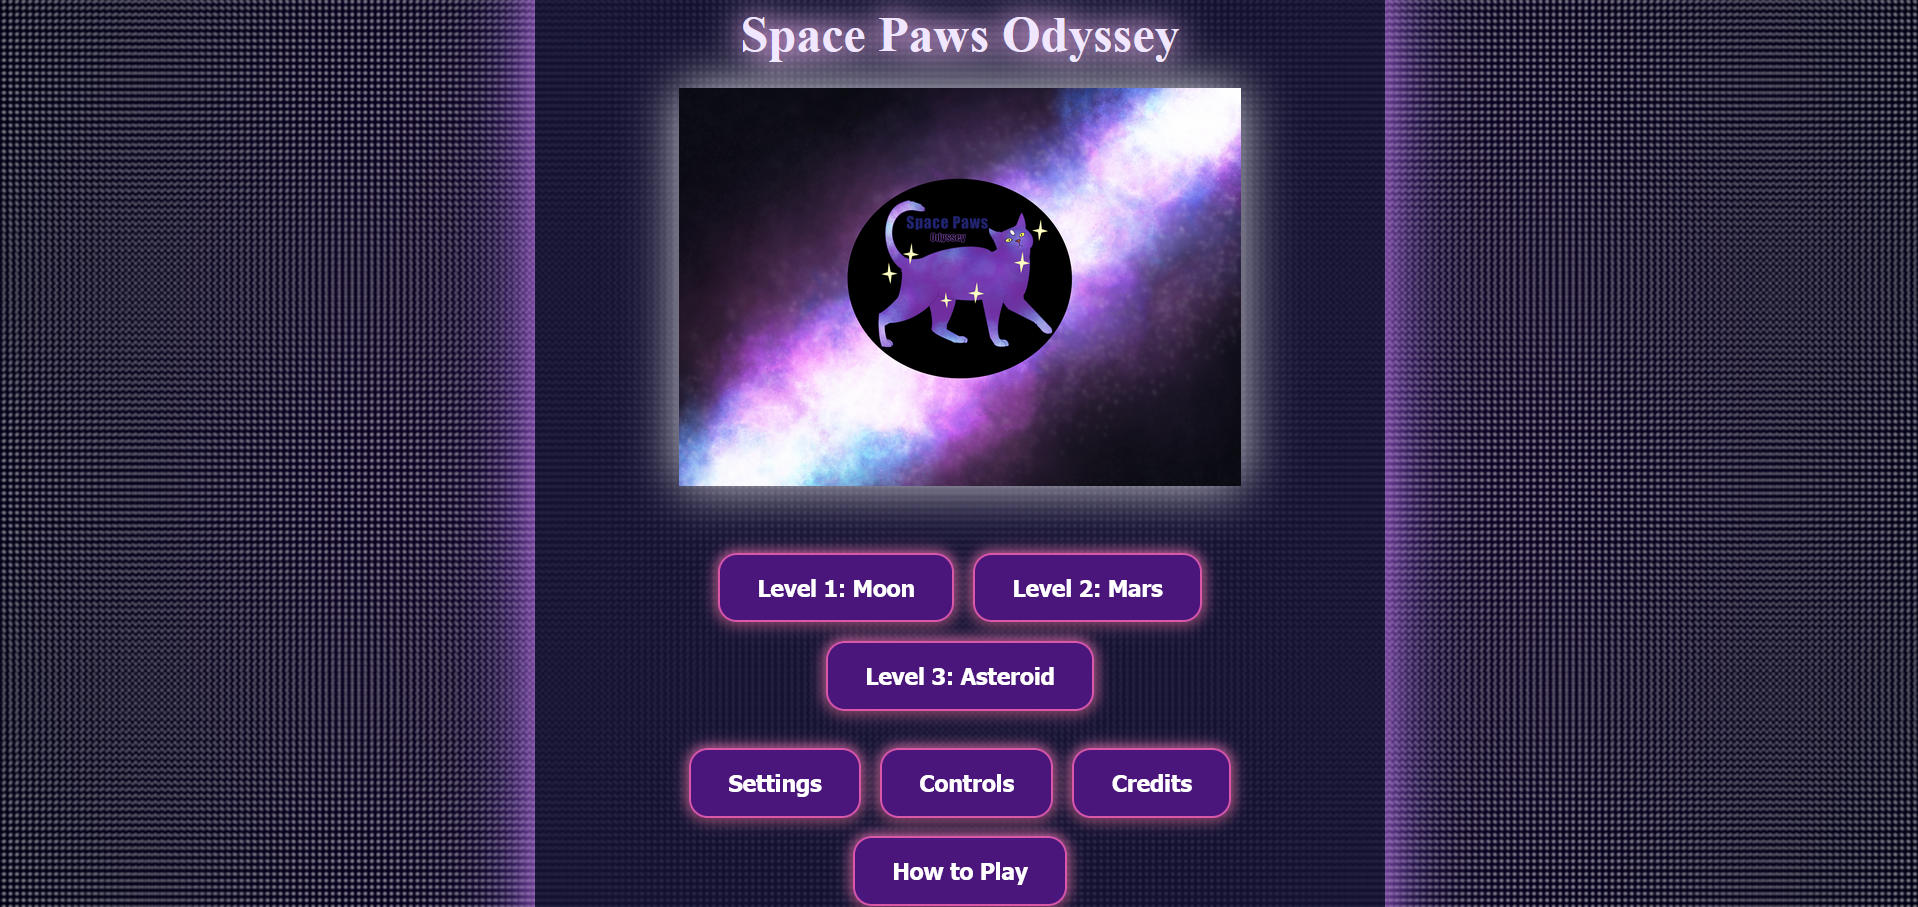 Space Paws Odyssey
Space Paws
Odyssey
Level 1: Moon
Level 2: Mars
Level 3: Asteroid
Settings
Controls
Credits
How to Play